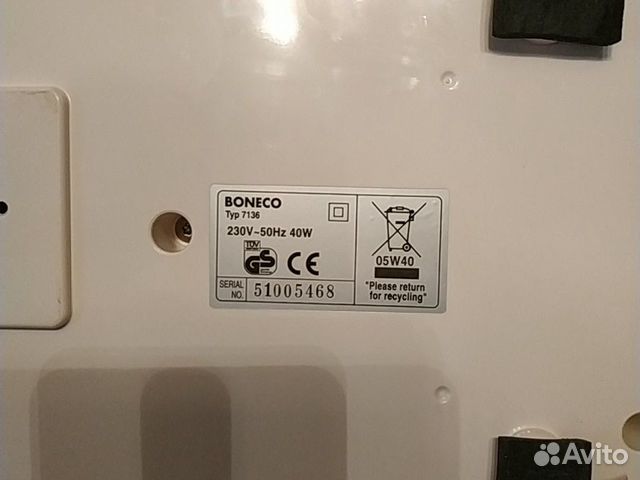 BONECO
Typ 7136
230V~50Hz 40W
TÜV
GS
CE
SERIAL NO. 51005468
05W40
"Please return
for recycling"
Avito